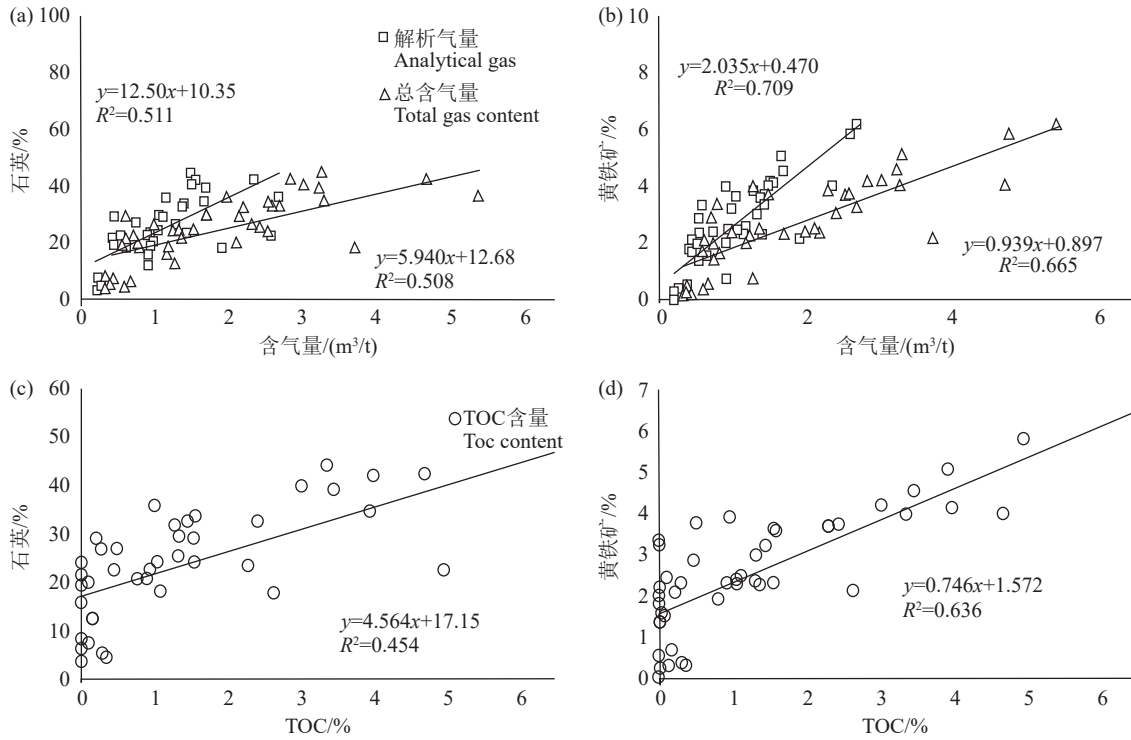 (a)
100
80
60
40
20
0
石英/%
解析气量
Analytical gas
总含气量
Total gas content
y=12.50x+10.35
R²=0.511
y=5.940x+12.68
R²=0.508
0 1 2 3 4 5 6
含气量/(m³/t)
(b)
10
8
6
4
2
0
黄铁矿/%
y=2.035x+0.470
R²=0.709
y=0.939x+0.897
R²=0.665
0 2 4 6
含气量/(m³/t)
(c)
60
50
40
30
20
10
0
石英/%
TOC含量
Toc content
y=4.564x+17.15
R²=0.454
0 1 2 3 4 5 6
TOC/%
(d)
7
6
5
4
3
2
1
0
黄铁矿/%
y=0.746x+1.572
R²=0.636
0 1 2 3 4 5 6
TOC/%